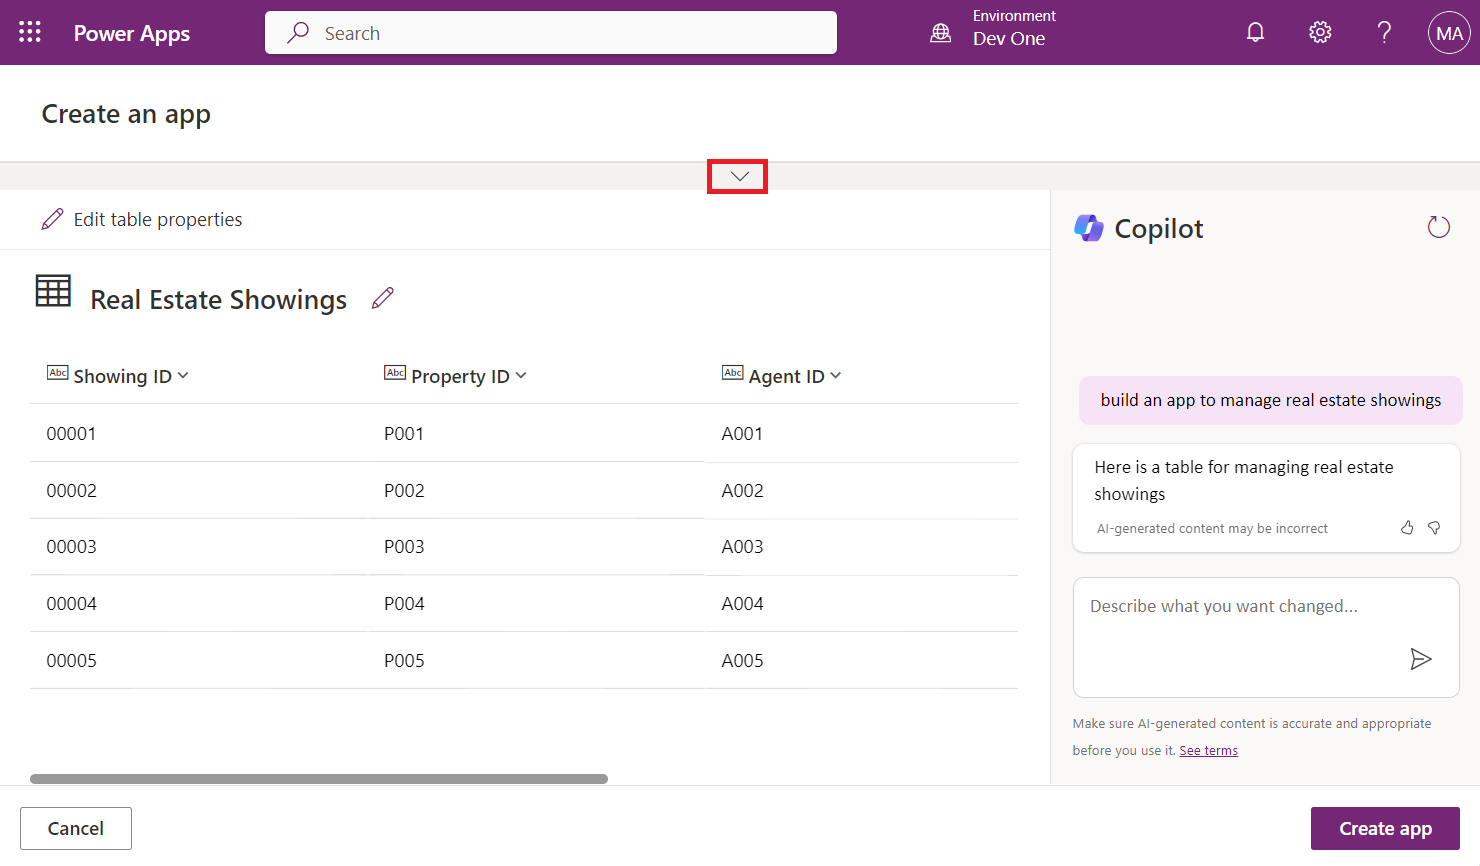 Power Apps
Search
Environment
Dev One
MA
Create an app
Edit table properties
Copilot
Real Estate Showings
Abc Showing ID
Abc Property ID
Abc Agent ID
00001 P001 A001
00002 P002 A002
00003 P003 A003
00004 P004 A004
00005 P005 A005
build an app to manage real estate showings
Here is a table for managing real estate
showings
AI-generated content may be incorrect
Describe what you want changed...
Make sure AI-generated content is accurate and appropriate
before you use it. See terms
Cancel
Create app